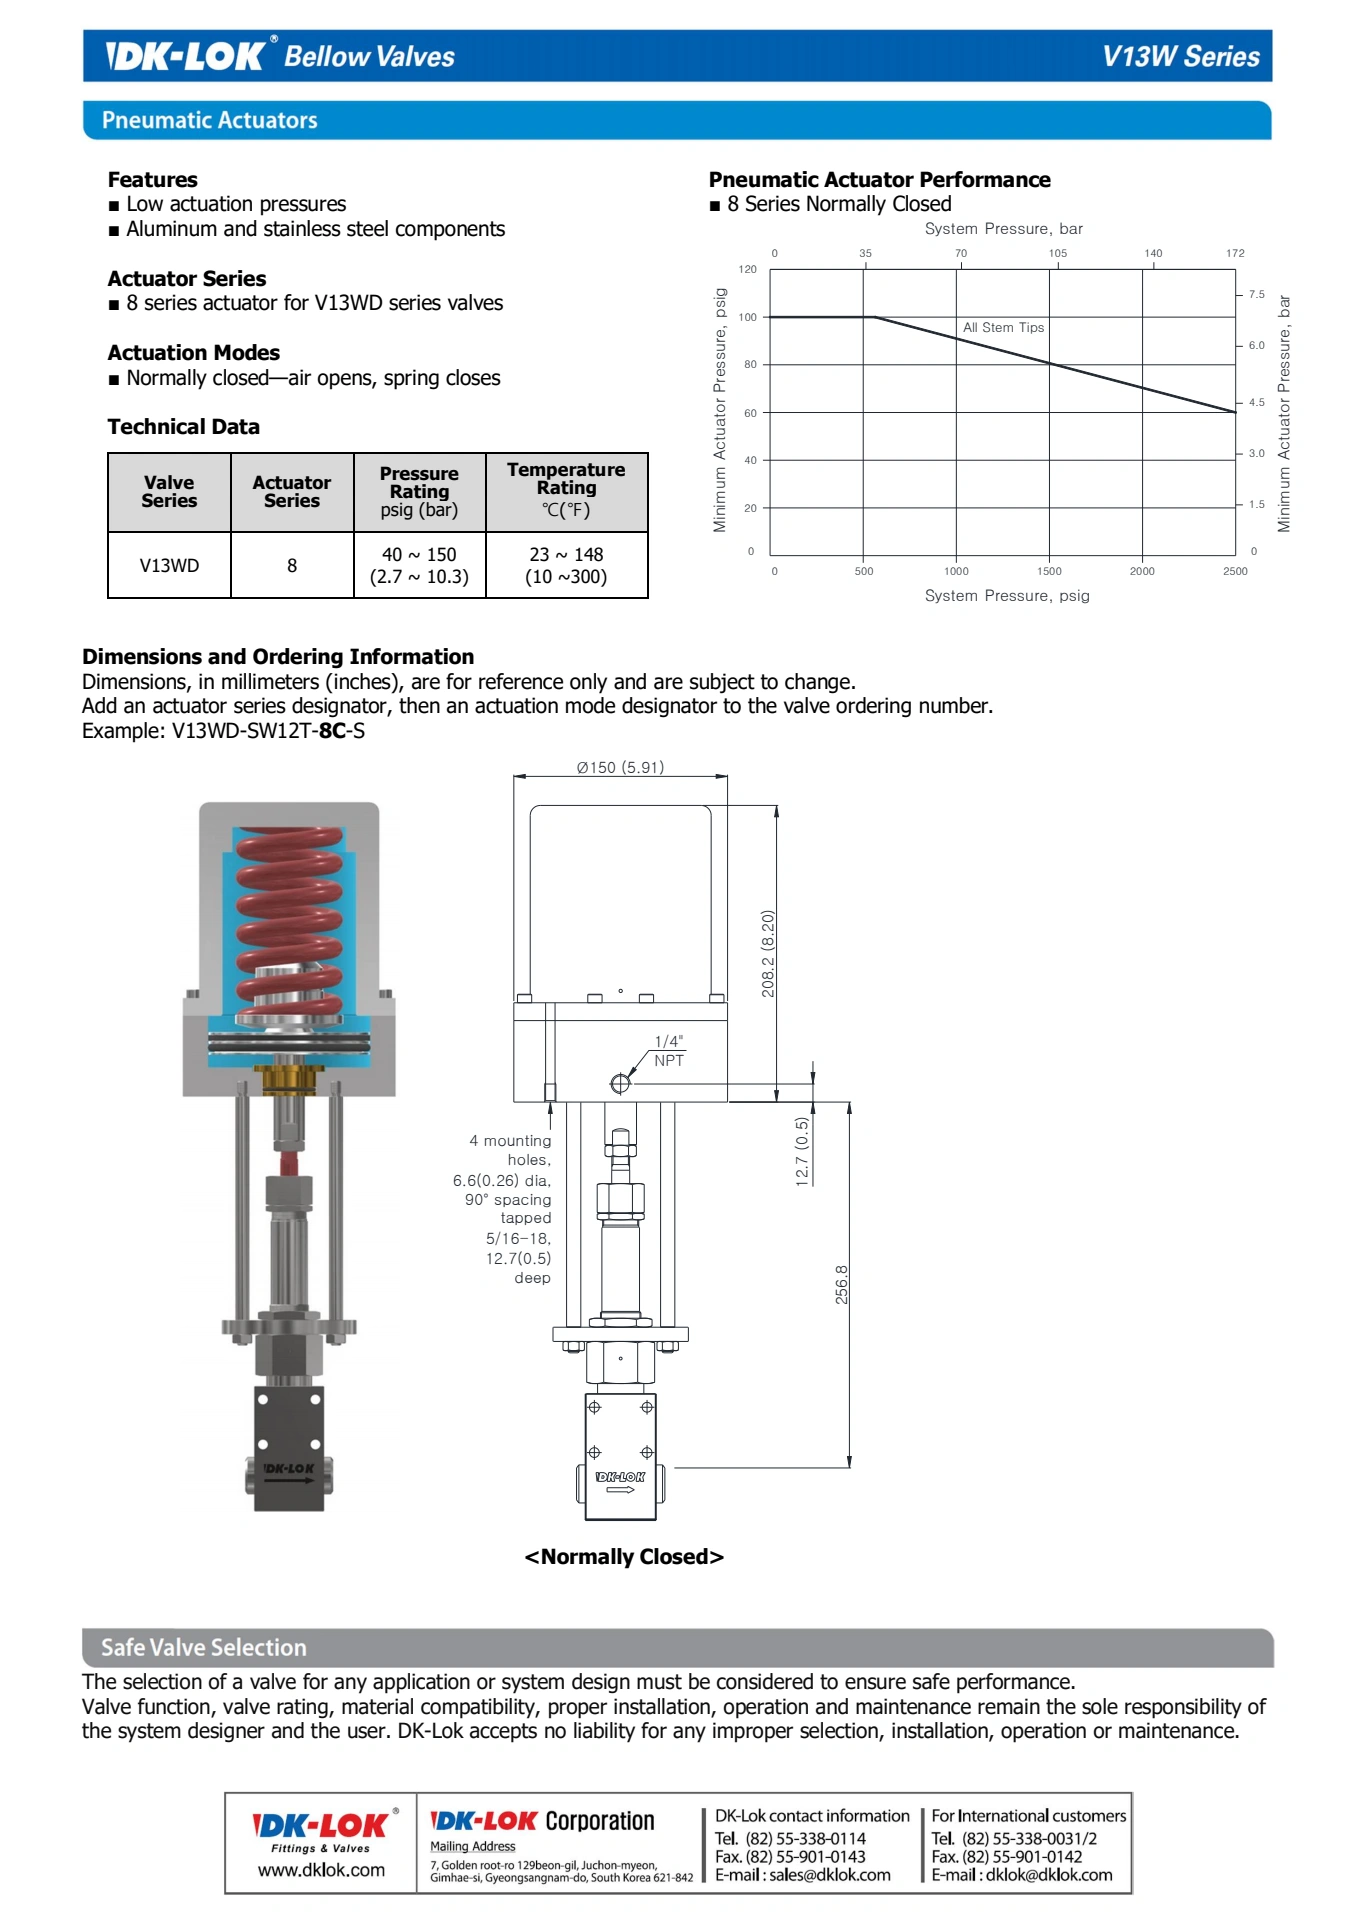 DK-LOK® Bellow Valves
V13W Series
Pneumatic Actuators
Features
■ Low actuation pressures
■ Aluminum and stainless steel components
Actuator Series
■ 8 series actuator for V13WD series valves
Actuation Modes
■ Normally closed—air opens, spring closes
Technical Data
Valve Series
Actuator Series
Pressure Rating psig (bar)
Temperature Rating ℃(℉)
V13WD
8
40 ~ 150
(2.7 ~ 10.3)
23 ~ 148
(10 ~300)
Pneumatic Actuator Performance
■ 8 Series Normally Closed
System Pressure, bar
0 35 70 105 140 172
Minimum Actuator Pressure, psig
120
100
80
60
40
20
0
All Stem Tips
7.5
6.0
4.5
3.0
1.5
0
Minimum Actuator Pressure, bar
0 500 1000 1500 2000 2500
System Pressure, psig
Dimensions and Ordering Information
Dimensions, in millimeters (inches), are for reference only and are subject to change.
Add an actuator series designator, then an actuation mode designator to the valve ordering number.
Example: V13WD-SW12T-8C-S
Ø150 (5.91)
208.2 (8.20)
1/4"
NPT
12.7 (0.5)
4 mounting
holes,
6.6(0.26) dia,
90° spacing
tapped
5/16-18,
12.7(0.5)
deep
256.8
DK-LOK
DK-LOK
<Normally Closed>
Safe Valve Selection
The selection of a valve for any application or system design must be considered to ensure safe performance.
Valve function, valve rating, material compatibility, proper installation, operation and maintenance remain the sole responsibility of
the system designer and the user. DK-Lok accepts no liability for any improper selection, installation, operation or maintenance.
DK-LOK®
Fittings & Valves
www.dklok.com
DK-LOK Corporation
Mailing Address
7, Golden root-ro 129beon-gil, Juchon-myeon,
Gimhae-si, Gyeongsangnam-do, South Korea 621-842
DK-Lok contact information
Tel. (82) 55-338-0114
Fax. (82) 55-901-0143
E-mail : sales@dklok.com
For International customers
Tel. (82) 55-338-0031/2
Fax. (82) 55-901-0142
E-mail : dklok@dklok.com